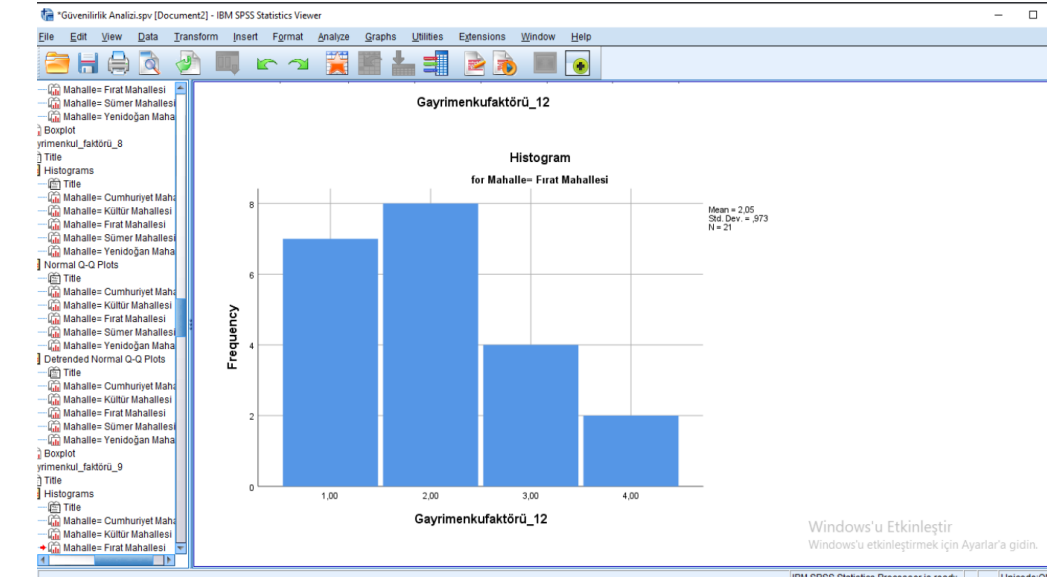 *Güvenilirlik Analizi.spv [Document2] - IBM SPSS Statistics Viewer
File Edit View Data Transform Insert Format Analyze Graphs Utilities Extensions Window Help
Mahalle= Fırat Mahallesi
Mahalle= Sümer Mahallesi
Mahalle= Yenidoğan Maha
Boxplot
yrimenkul_faktörü_8
Title
Histograms
Title
Mahalle= Cumhuriyet Maha
Mahalle= Kültür Mahallesi
Mahalle= Fırat Mahallesi
Mahalle= Sümer Mahallesi
Mahalle= Yenidoğan Maha
Normal Q-Q Plots
Title
Mahalle= Cumhuriyet Maha
Mahalle= Kültür Mahallesi
Mahalle= Fırat Mahallesi
Mahalle= Sümer Mahallesi
Mahalle= Yenidoğan Maha
Detrended Normal Q-Q Plots
Title
Mahalle= Cumhuriyet Maha
Mahalle= Kültür Mahallesi
Mahalle= Fırat Mahallesi
Mahalle= Sümer Mahallesi
Mahalle= Yenidoğan Maha
Boxplot
yrimenkul_faktörü_9
Title
Histograms
Title
Mahalle= Cumhuriyet Maha
Mahalle= Kültür Mahallesi
Mahalle= Fırat Mahallesi
Gayrimenkufaktörü_12
Histogram
for Mahalle= Fırat Mahallesi
Mean = 2,05
Std. Dev. = ,973
N = 21
Frequency
8
6
4
2
0
1,00 2,00 3,00 4,00
Gayrimenkufaktörü_12
Windows'u Etkinleştir
Windows'u etkinleştirmek için Ayarlar'a gidin.
IBM SPSS Statistics Processor is ready